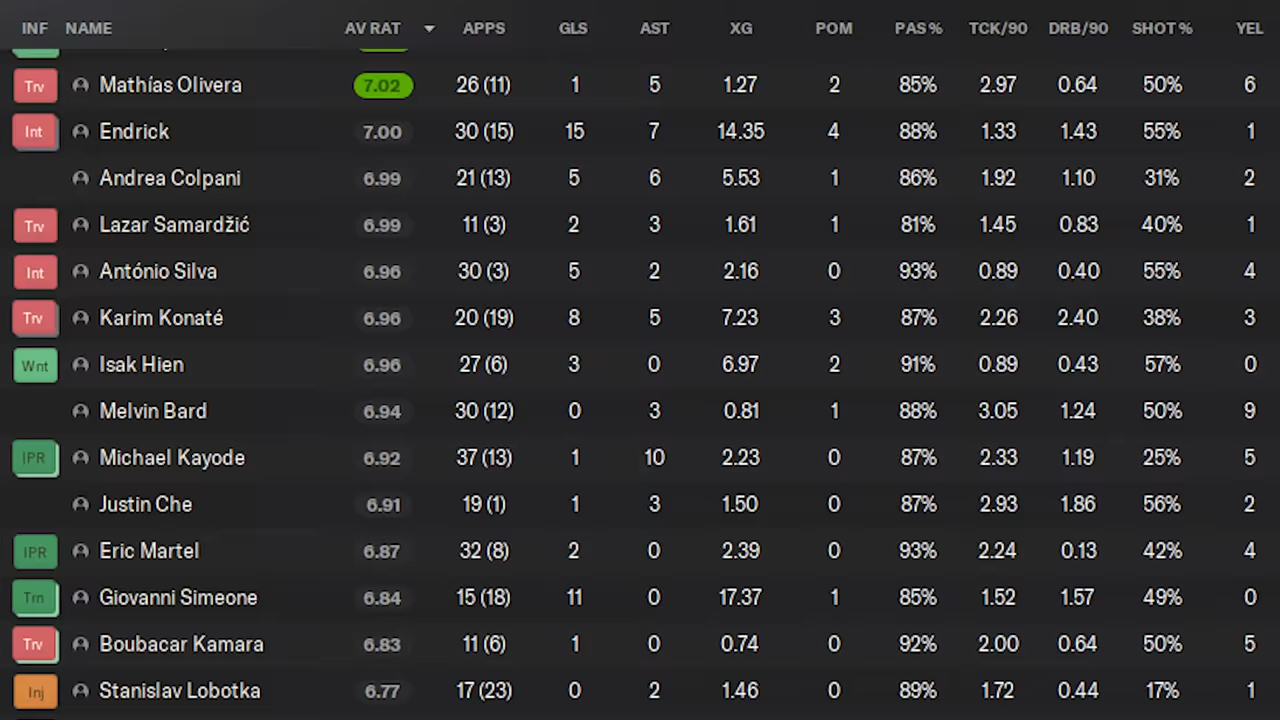 INF NAME AV RAT APPS GLS AST XG POM PAS % TCK/90 DRB/90 SHOT % YEL
Trv Mathías Olivera 7.02 26 (11) 1 5 1.27 2 85% 2.97 0.64 50% 6
Int Endrick 7.00 30 (15) 15 7 14.35 4 88% 1.33 1.43 55% 1
Andrea Colpani 6.99 21 (13) 5 6 5.53 1 86% 1.92 1.10 31% 2
Trv Lazar Samardžić 6.99 11 (3) 2 3 1.61 1 81% 1.45 0.83 40% 1
Int António Silva 6.96 30 (3) 5 2 2.16 0 93% 0.89 0.40 55% 4
Trv Karim Konaté 6.96 20 (19) 8 5 7.23 3 87% 2.26 2.40 38% 3
Wnt Isak Hien 6.96 27 (6) 3 0 6.97 2 91% 0.89 0.43 57% 0
Melvin Bard 6.94 30 (12) 0 3 0.81 1 88% 3.05 1.24 50% 9
IPR Michael Kayode 6.92 37 (13) 1 10 2.23 0 87% 2.33 1.19 25% 5
Justin Che 6.91 19 (1) 1 3 1.50 0 87% 2.93 1.86 56% 2
IPR Eric Martel 6.87 32 (8) 2 0 2.39 0 93% 2.24 0.13 42% 4
Trn Giovanni Simeone 6.84 15 (18) 11 0 17.37 1 85% 1.52 1.57 49% 0
Trv Boubacar Kamara 6.83 11 (6) 1 0 0.74 0 92% 2.00 0.64 50% 5
Inj Stanislav Lobotka 6.77 17 (23) 0 2 1.46 0 89% 1.72 0.44 17% 1